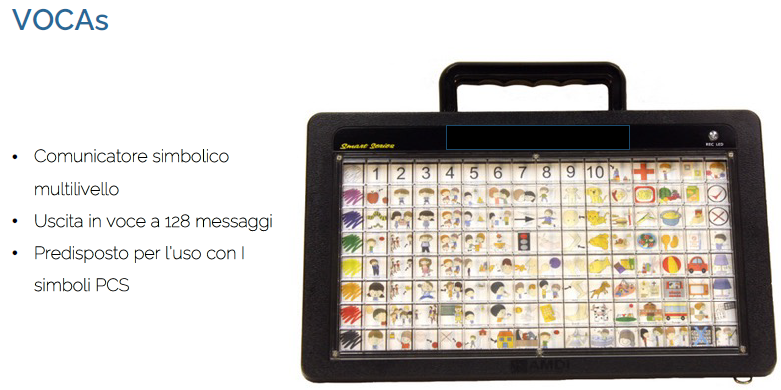 VOCAs
• Comunicatore simbolico
multilivello
• Uscita in voce a 128 messaggi
• Predisposto per l'uso con I
simboli PCS
Smart Series
REC LED
1 2 3 4 5 6 7 8 9 10
AMDI